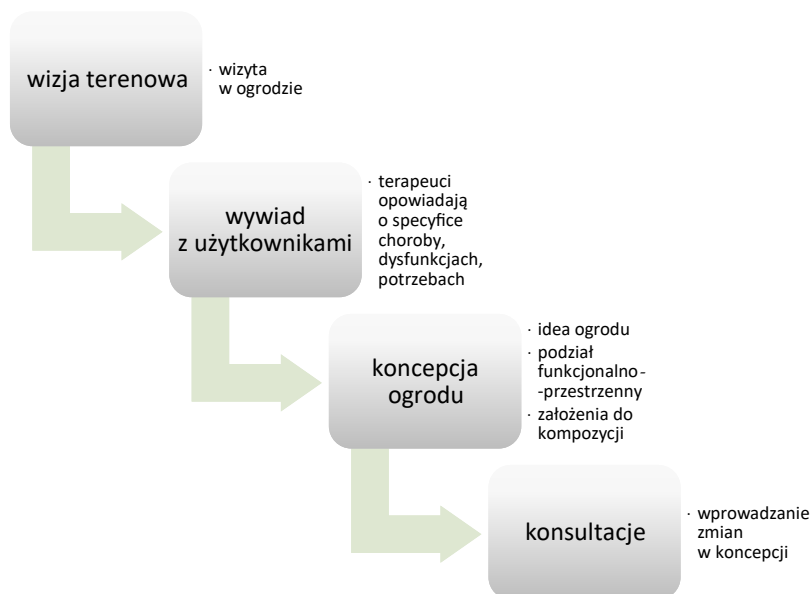 wizja terenowa
· wizyta
w ogrodzie
wywiad
z użytkownikami
· terapeuci
opowiadają
o specyfice
choroby,
dysfunkcjach,
potrzebach
koncepcja
ogrodu
· idea ogrodu
· podział
funkcjonalno-
-przestrzenny
· założenia do
kompozycji
konsultacje
· wprowadzanie
zmian
w koncepcji